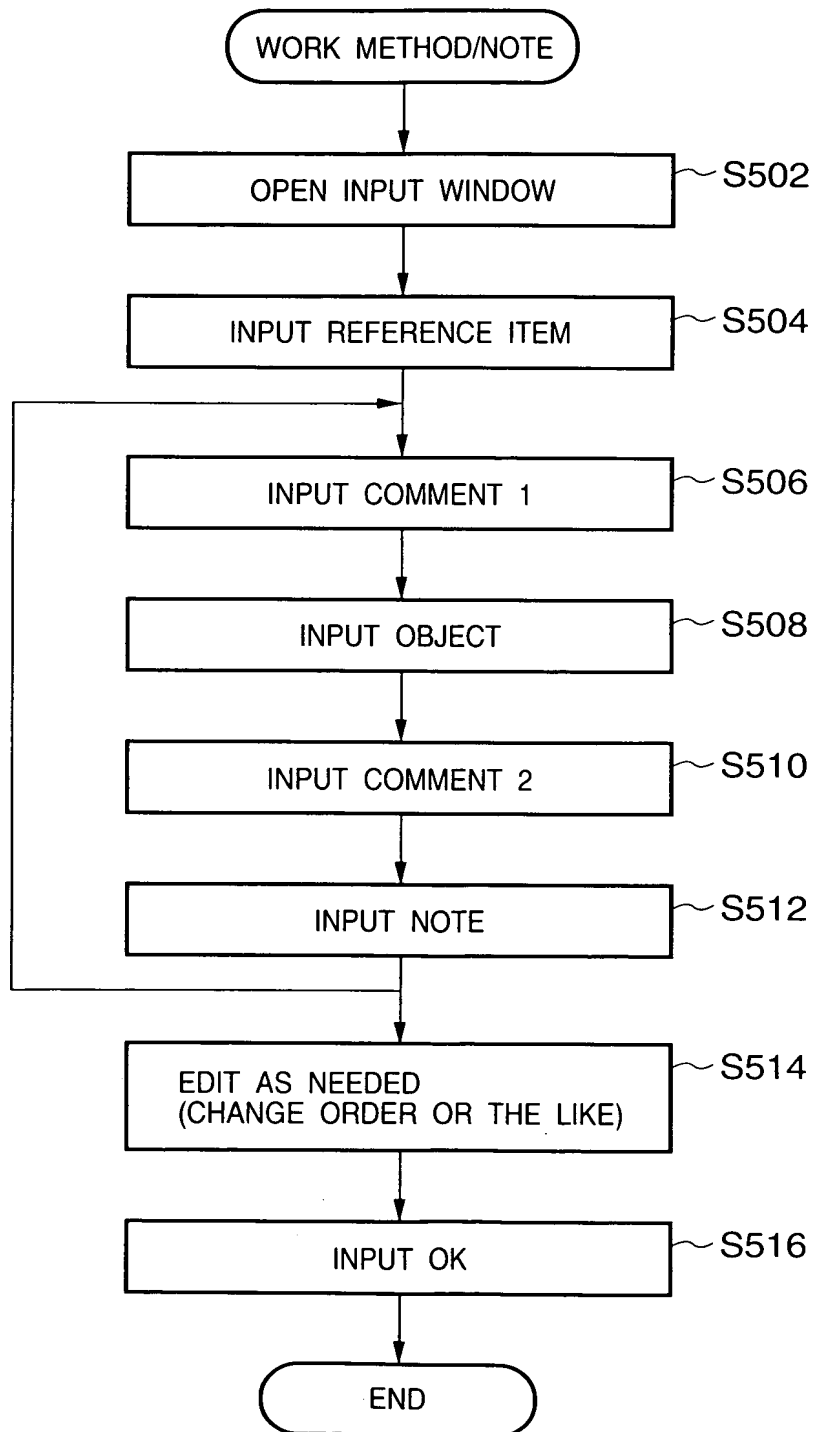 WORK METHOD/NOTE
OPEN INPUT WINDOW
S502
INPUT REFERENCE ITEM
S504
INPUT COMMENT 1
S506
INPUT OBJECT
S508
INPUT COMMENT 2
S510
INPUT NOTE
S512
EDIT AS NEEDED
(CHANGE ORDER OR THE LIKE)
S514
INPUT OK
S516
END